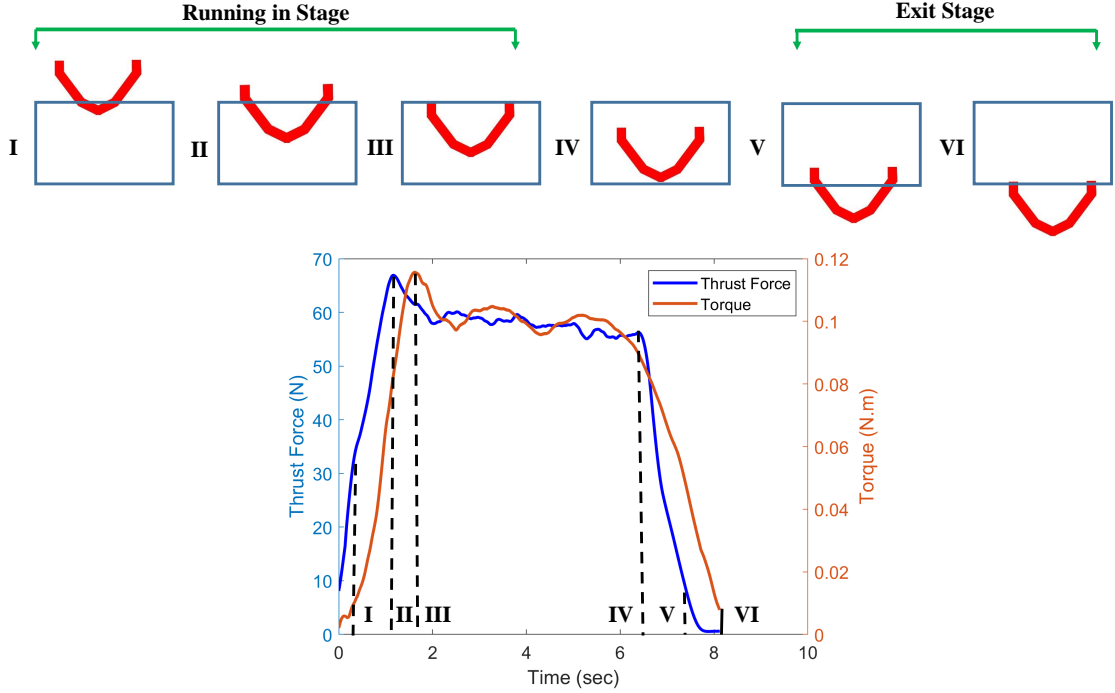 Running in Stage
Exit Stage
I
II
III
IV
V
VI
70
60
50
40
30
20
10
0
Thrust Force (N)
0.12
0.1
0.08
0.06
0.04
0.02
0
Torque (N.m)
Thrust Force
Torque
I
II
III
IV
V
VI
0
2
4
6
8
10
Time (sec)